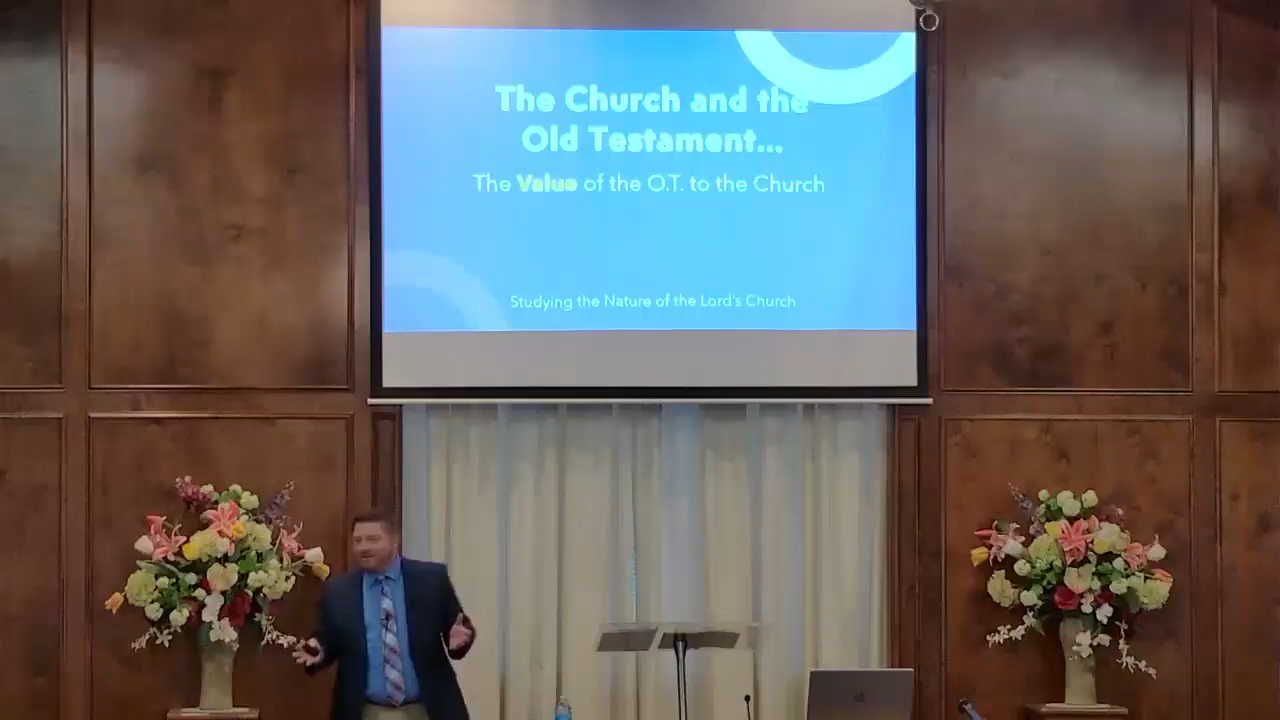 The Church and the
Old Testament...
The Value of the O.T. to the Church
Studying the Nature of the Lord's Church